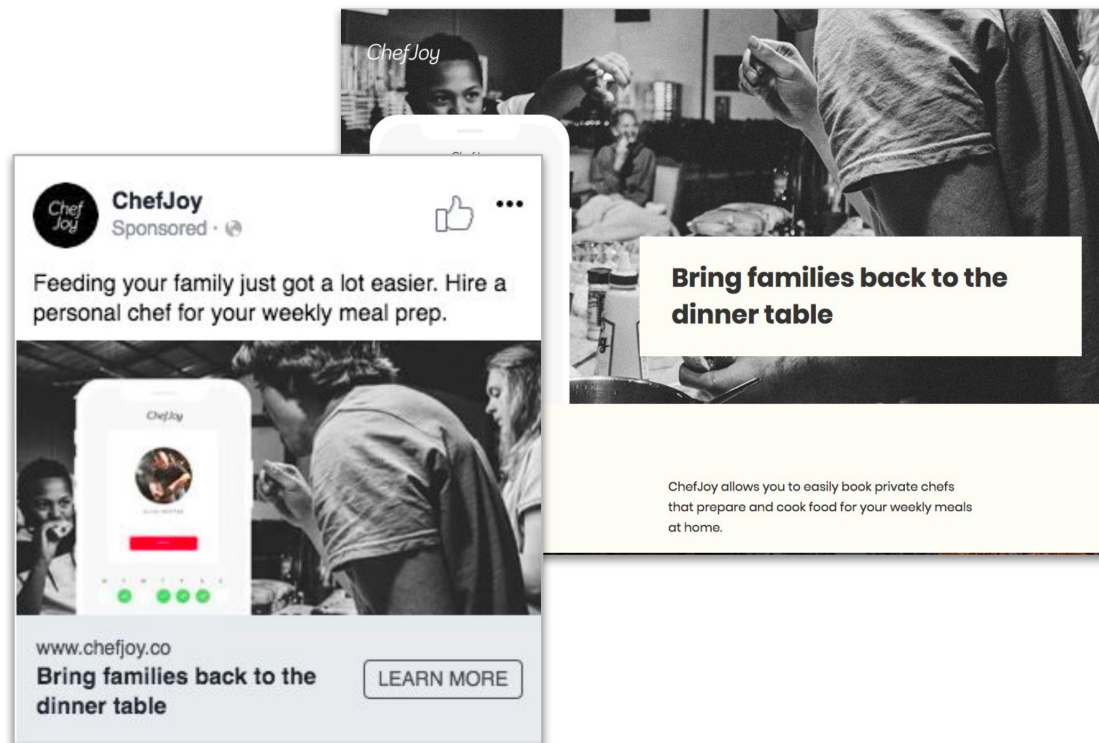 ChefJoy
Bring families back to the
dinner table
ChefJoy allows you to easily book private chefs
that prepare and cook food for your weekly meals
at home.
Chef
Joy
ChefJoy
Sponsored ·
Feeding your family just got a lot easier. Hire a
personal chef for your weekly meal prep.
ChefJoy
M T W T F S S
www.chefjoy.co
Bring families back to the
dinner table
LEARN MORE